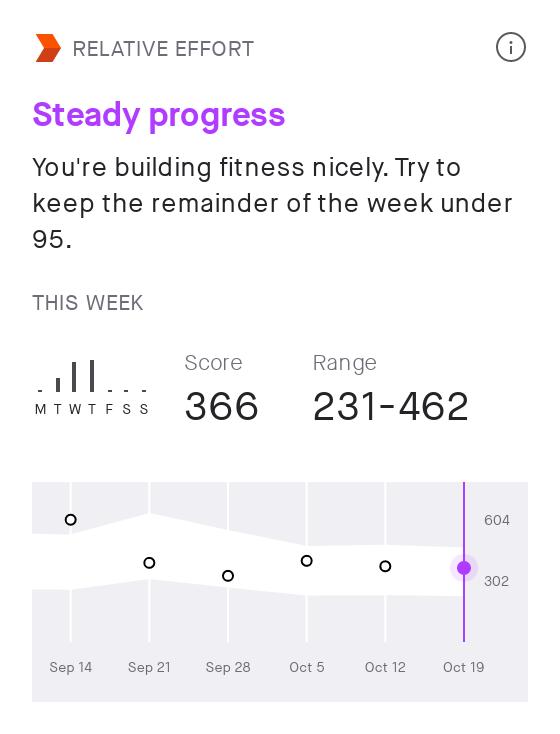 RELATIVE EFFORT
Steady progress
You're building fitness nicely. Try to
keep the remainder of the week under
95.
THIS WEEK
Score
Range
366
231-462
M T W T F S S
604
302
Sep 14
Sep 21
Sep 28
Oct 5
Oct 12
Oct 19